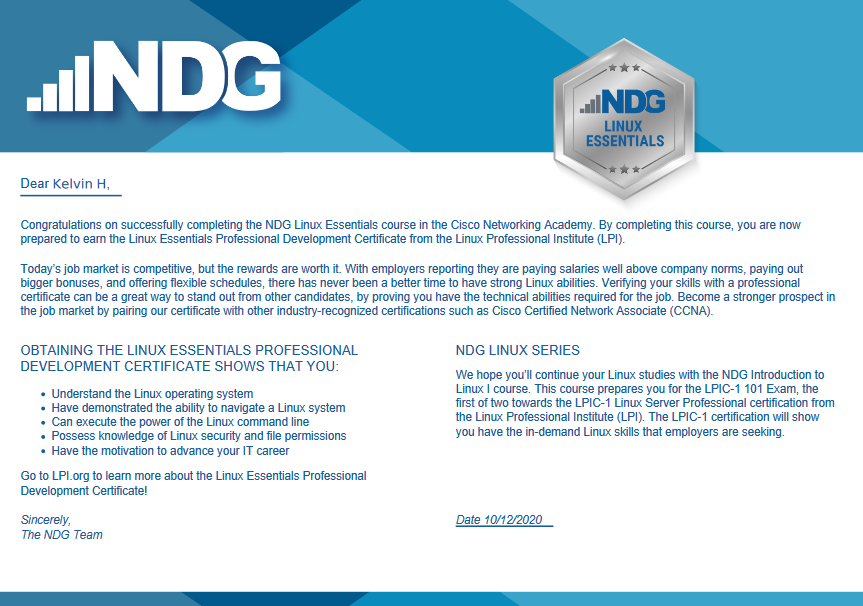 NDG
NDG
LINUX
ESSENTIALS
Dear Kelvin H,
Congratulations on successfully completing the NDG Linux Essentials course in the Cisco Networking Academy. By completing this course, you are now
prepared to earn the Linux Essentials Professional Development Certificate from the Linux Professional Institute (LPI).
Today's job market is competitive, but the rewards are worth it. With employers reporting they are paying salaries well above company norms, paying out
bigger bonuses, and offering flexible schedules, there has never been a better time to have strong Linux abilities. Verifying your skills with a professional
certificate can be a great way to stand out from other candidates, by proving you have the technical abilities required for the job. Become a stronger prospect in
the job market by pairing our certificate with other industry-recognized certifications such as Cisco Certified Network Associate (CCNA).
OBTAINING THE LINUX ESSENTIALS PROFESSIONAL
DEVELOPMENT CERTIFICATE SHOWS THAT YOU:
• Understand the Linux operating system
• Have demonstrated the ability to navigate a Linux system
• Can execute the power of the Linux command line
• Possess knowledge of Linux security and file permissions
• Have the motivation to advance your IT career
Go to LPI.org to learn more about the Linux Essentials Professional
Development Certificate!
Sincerely,
The NDG Team
NDG LINUX SERIES
We hope you'll continue your Linux studies with the NDG Introduction to
Linux I course. This course prepares you for the LPIC-1 101 Exam, the
first of two towards the LPIC-1 Linux Server Professional certification from
the Linux Professional Institute (LPI). The LPIC-1 certification will show
you have the in-demand Linux skills that employers are seeking.
Date 10/12/2020